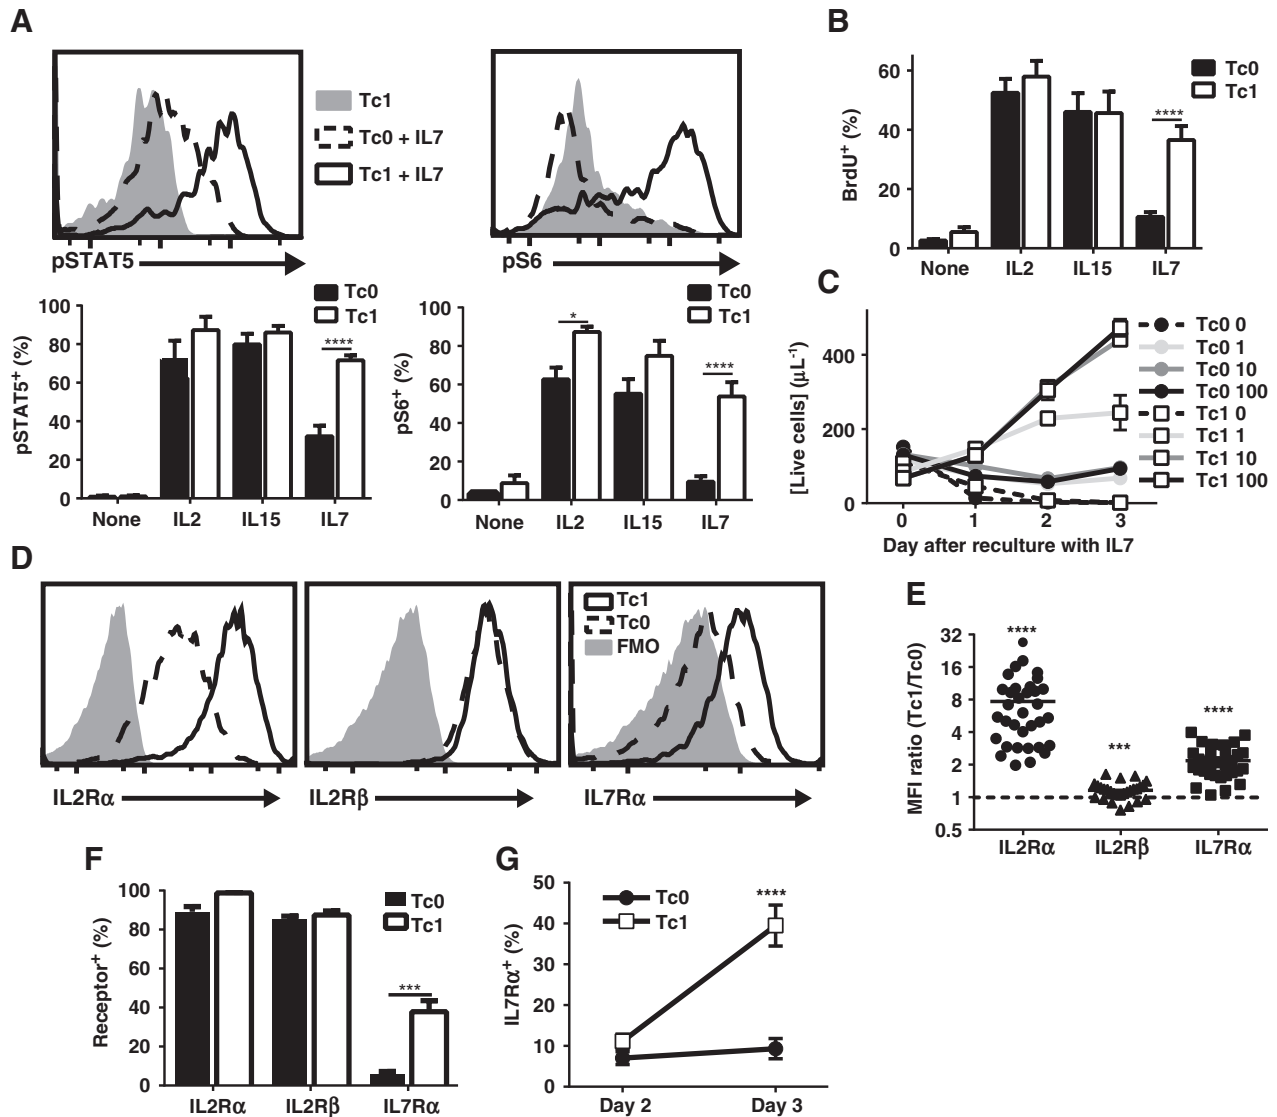 A
Tc1
Tc0 + IL7
Tc1 + IL7
pSTAT5
pS6
Tc0
Tc1
pSTAT5⁺ (%)
100
80
60
40
20
0
****
None IL2 IL15 IL7
Tc0
Tc1
pS6⁺ (%)
100
80
60
40
20
0
*
****
None IL2 IL15 IL7
B
Tc0
Tc1
BrdU⁺ (%)
60
40
20
0
****
None IL2 IL15 IL7
C
[Live cells] (μL⁻¹)
400
200
0
0 1 2 3
Day after reculture with IL7
Tc0 0
Tc0 1
Tc0 10
Tc0 100
Tc1 0
Tc1 1
Tc1 10
Tc1 100
D
Tc1
Tc0
FMO
IL2Rα
IL2Rβ
IL7Rα
E
MFI ratio (Tc1/Tc0)
32
16
8
4
2
1
0.5
****
***
****
IL2Rα IL2Rβ IL7Rα
F
Tc0
Tc1
Receptor⁺ (%)
100
80
60
40
20
0
***
IL2Rα IL2Rβ IL7Rα
G
Tc0
Tc1
IL7Rα⁺ (%)
50
40
30
20
10
0
****
Day 2 Day 3